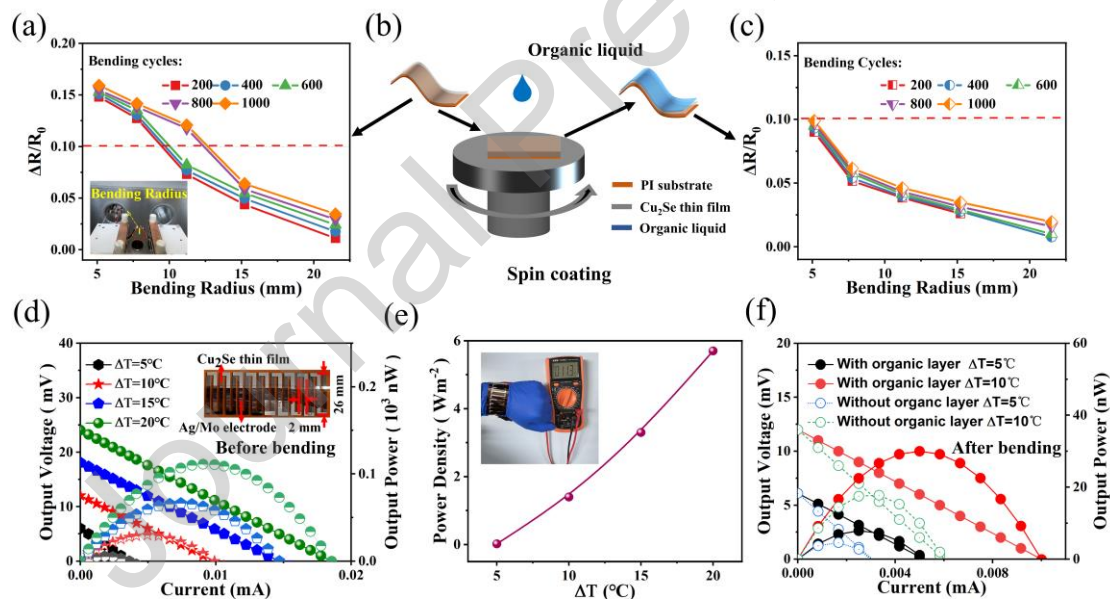 (a)
0.20
0.15
0.10
0.05
0.00
ΔR/R₀
Bending cycles:
200 400 600
800 1000
Bending Radius
5 10 15 20
Bending Radius (mm)
(b)
Organic liquid
PI substrate
Cu₂Se thin film
Organic liquid
Spin coating
(c)
0.15
0.10
0.05
0.00
ΔR/R₀
Bending Cycles:
200 400 600
800 1000
5 10 15 20
Bending Radius (mm)
Journal Pre
(d)
40
30
20
10
0
Output Voltage ( mV )
ΔT=5°C
ΔT=10°C
ΔT=15°C
ΔT=20°C
Cu₂Se thin film
Ag/Mo electrode
2 mm
26 mm
Before bending
0.2
0.1
0.0
Output Power ( 10³ nW)
0.00 0.01 0.02
Current (mA)
(e)
6
4
2
0
Power Density ( W m⁻²)
5 10 15 20
ΔT (°C)
(f)
20
15
10
5
0
Output Voltage (mV)
With organic layer ΔT=5℃
With organic layer ΔT=10℃
Without organc layer ΔT=5℃
Without organic layer ΔT=10℃
After bending
60
50
40
30
20
10
0
Output Power (nW)
0.000 0.004 0.008
Current (mA)